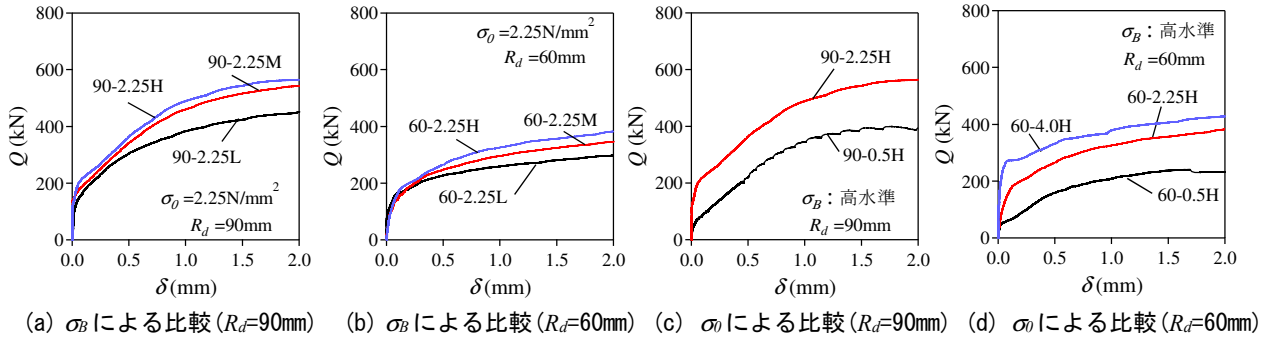 800
600
400
200
0
Q (kN)
0.0 0.5 1.0 1.5 2.0
δ (mm)
90-2.25M
90-2.25H
90-2.25L
σ0 =2.25N/mm²
Rd =90mm
(a) σBによる比較(Rd=90mm)
800
600
400
200
0
Q (kN)
0.0 0.5 1.0 1.5 2.0
δ (mm)
σ0 =2.25N/mm²
Rd =60mm
60-2.25H
60-2.25M
60-2.25L
(b) σBによる比較(Rd=60mm)
800
600
400
200
0
Q (kN)
0.0 0.5 1.0 1.5 2.0
δ (mm)
90-2.25H
90-0.5H
σB：高水準
Rd =90mm
(c) σ0による比較(Rd=90mm)
800
600
400
200
0
Q (kN)
0.0 0.5 1.0 1.5 2.0
δ (mm)
σB：高水準
Rd =60mm
60-2.25H
60-4.0H
60-0.5H
(d) σ0による比較(Rd=60mm)